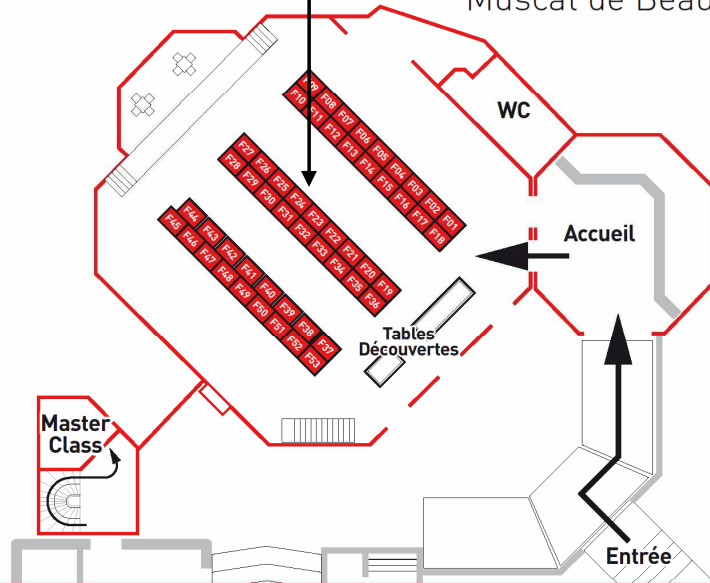 Muscat de Beau
WC
Accueil
F09 F08 F07 F06 F05 F04 F03 F02 F01
F10 F11 F12 F13 F14 F15 F16 F17 F18
F27 F26 F25 F24 F23 F22 F21 F20 F19
F28 F29 F30 F31 F32 F33 F34 F35 F36
F44 F43 F42 F41 F40 F39 F38 F37
F45 F46 F47 F48 F49 F50 F51 F52 F53
Tables
Découvertes
Master
Class
Entrée